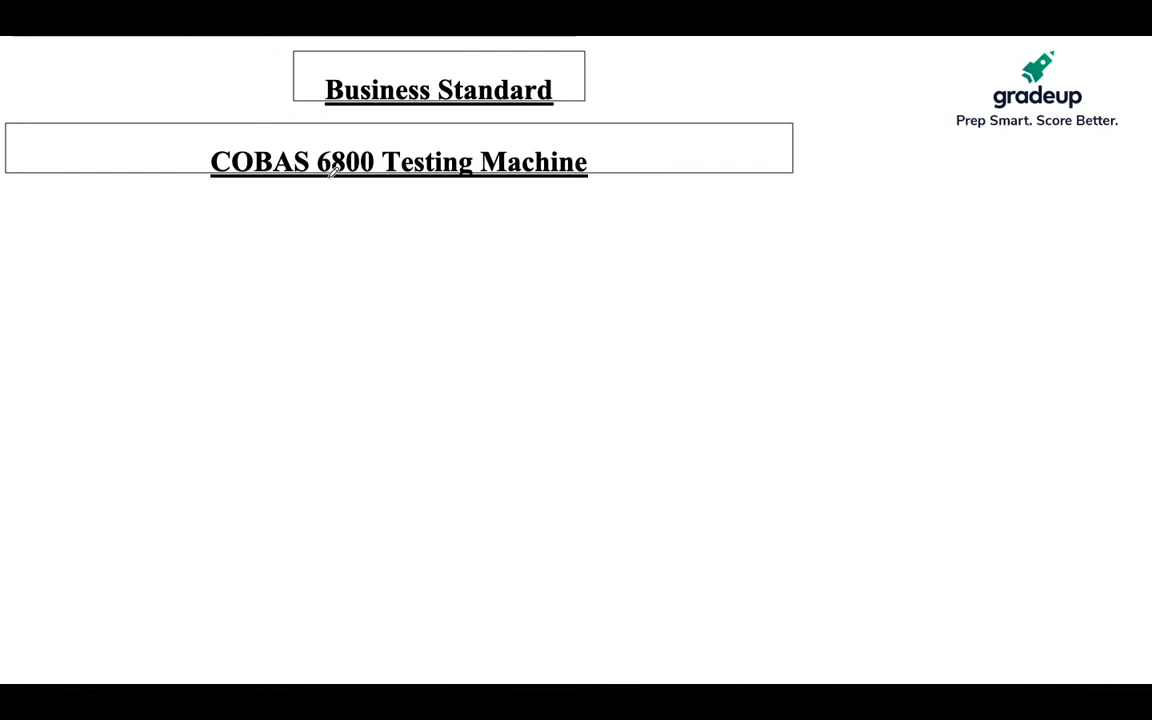 Business Standard
gradeup
Prep Smart. Score Better.
COBAS 6800 Testing Machine